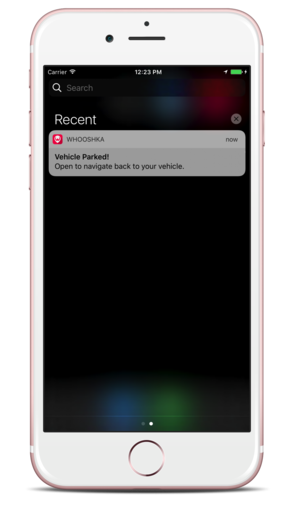 Carrier 12:23 PM
Search
Recent
WHOOSHKA now
Vehicle Parked!
Open to navigate back to your vehicle.